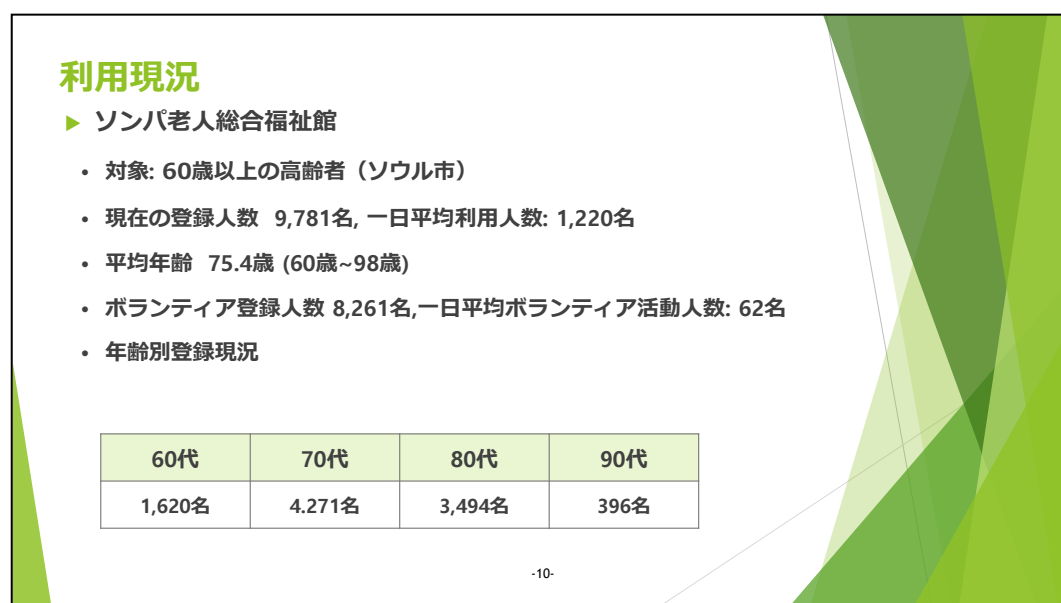 利用現況
ソンパ老人総合福祉館
• 対象: 60歳以上の高齢者（ソウル市）
• 現在の登録人数 9,781名, 一日平均利用人数: 1,220名
• 平均年齢 75.4歳 (60歳~98歳)
• ボランティア登録人数 8,261名,一日平均ボランティア活動人数: 62名
• 年齢別登録現況
60代 70代 80代 90代
1,620名 4.271名 3,494名 396名
-10-